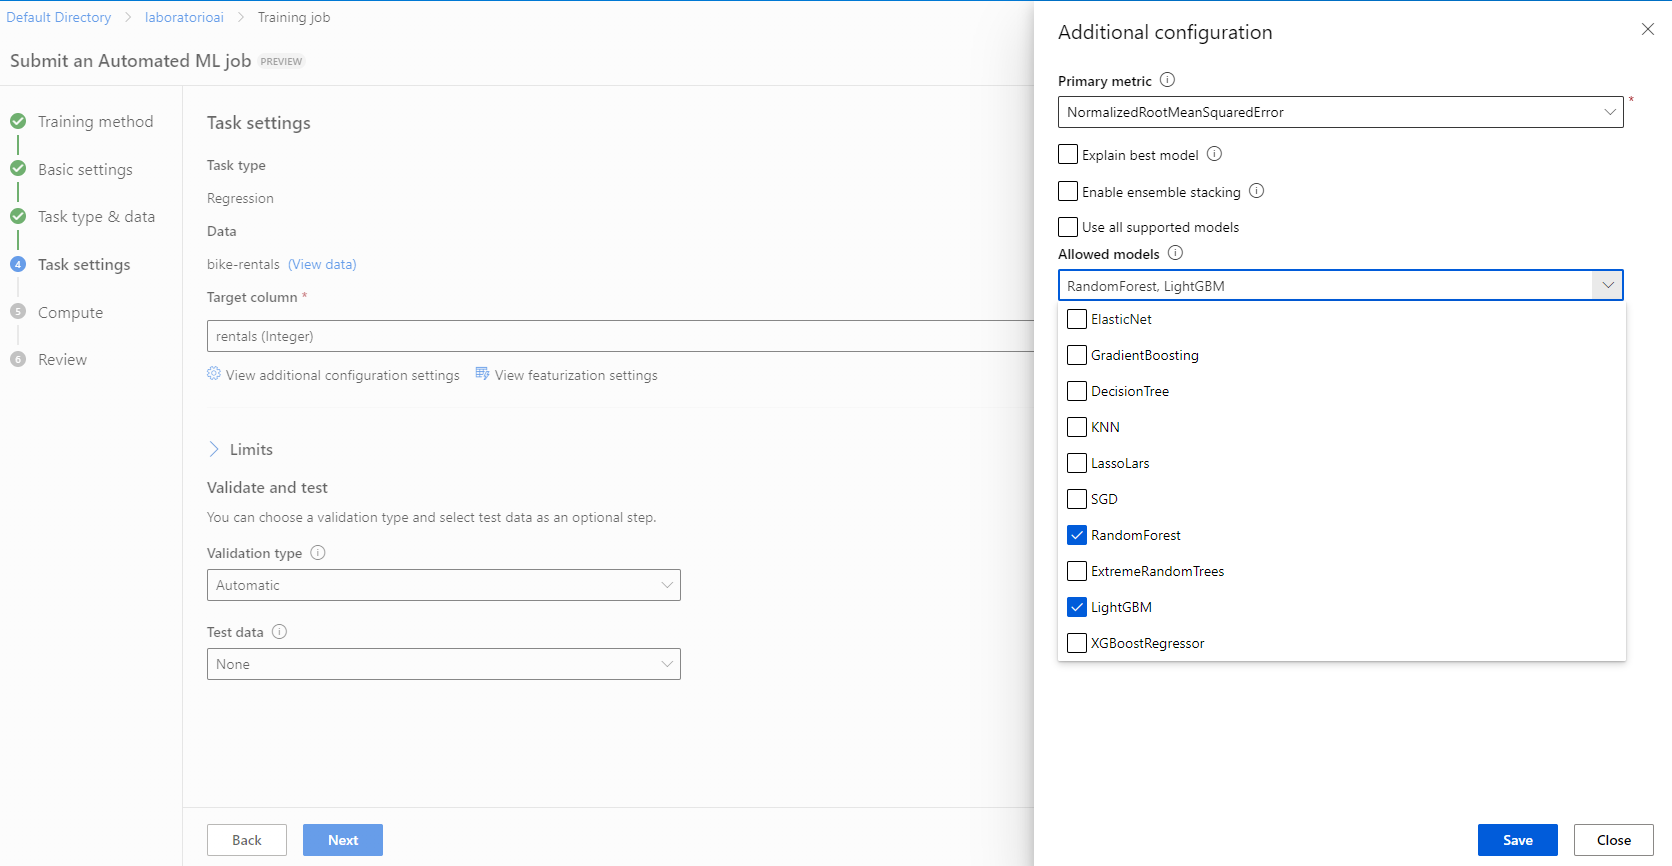 Default Directory > laboratorioai > Training job
Submit an Automated ML job PREVIEW
Training method
Basic settings
Task type & data
4 Task settings
5 Compute
6 Review
Task settings
Task type
Regression
Data
bike-rentals (View data)
Target column *
rentals (Integer)
View additional configuration settings View featurization settings
Limits
Validate and test
You can choose a validation type and select test data as an optional step.
Validation type
Automatic
Test data
None
Back Next
Additional configuration
Primary metric
NormalizedRootMeanSquaredError *
Explain best model
Enable ensemble stacking
Use all supported models
Allowed models
RandomForest, LightGBM
ElasticNet
GradientBoosting
DecisionTree
KNN
LassoLars
SGD
RandomForest
ExtremeRandomTrees
LightGBM
XGBoostRegressor
Save Close